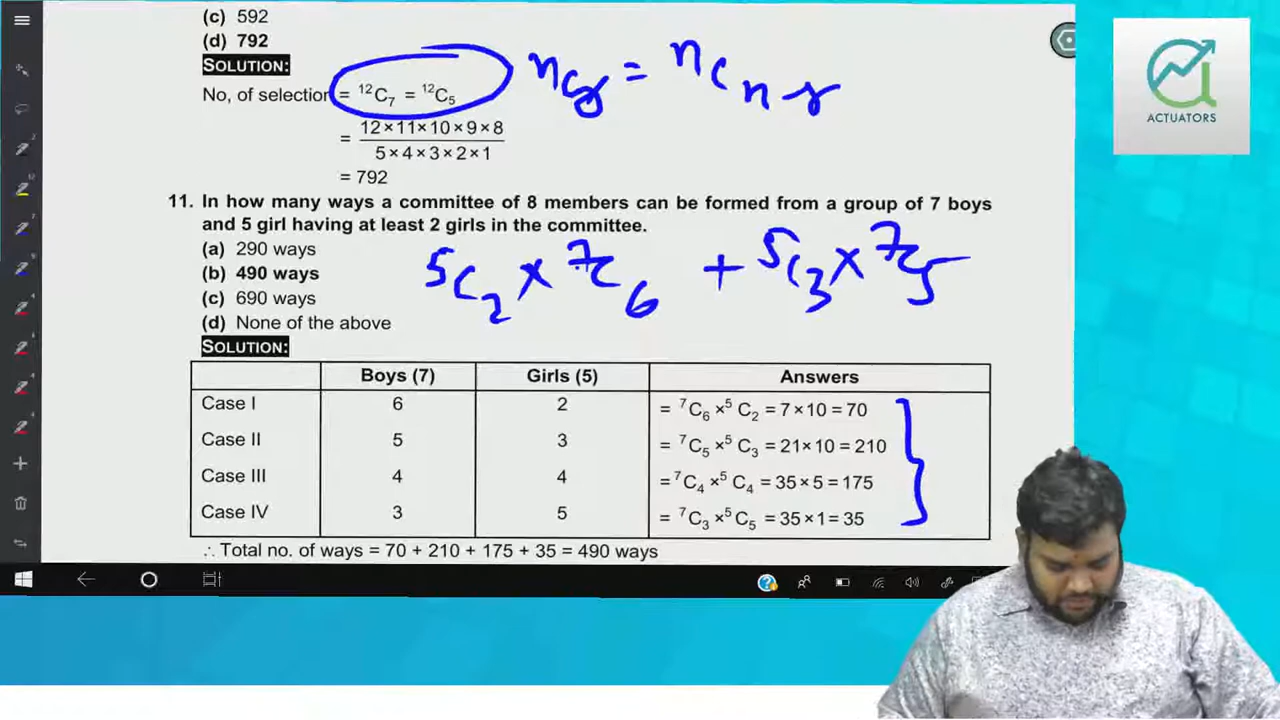 (c) 592
(d) 792
SOLUTION:
No, of selection = ¹²C₇ = ¹²C₅
nCr = nCn-r
= 12×11×10×9×8
5×4×3×2×1
= 792
ACTUATORS
11. In how many ways a committee of 8 members can be formed from a group of 7 boys
and 5 girl having at least 2 girls in the committee.
(a) 290 ways
(b) 490 ways
(c) 690 ways
(d) None of the above
5C2 × 7C6 + 5C3 × 7C5
SOLUTION:
Boys (7) Girls (5) Answers
Case I 6 2 = ⁷C₆ ×⁵C₂ = 7×10 = 70
Case II 5 3 = ⁷C₅ ×⁵C₃ = 21×10 = 210
Case III 4 4 = ⁷C₄ ×⁵C₄ = 35×5 = 175
Case IV 3 5 = ⁷C₃ ×⁵C₅ = 35×1 = 35
∴ Total no. of ways = 70 + 210 + 175 + 35 = 490 ways